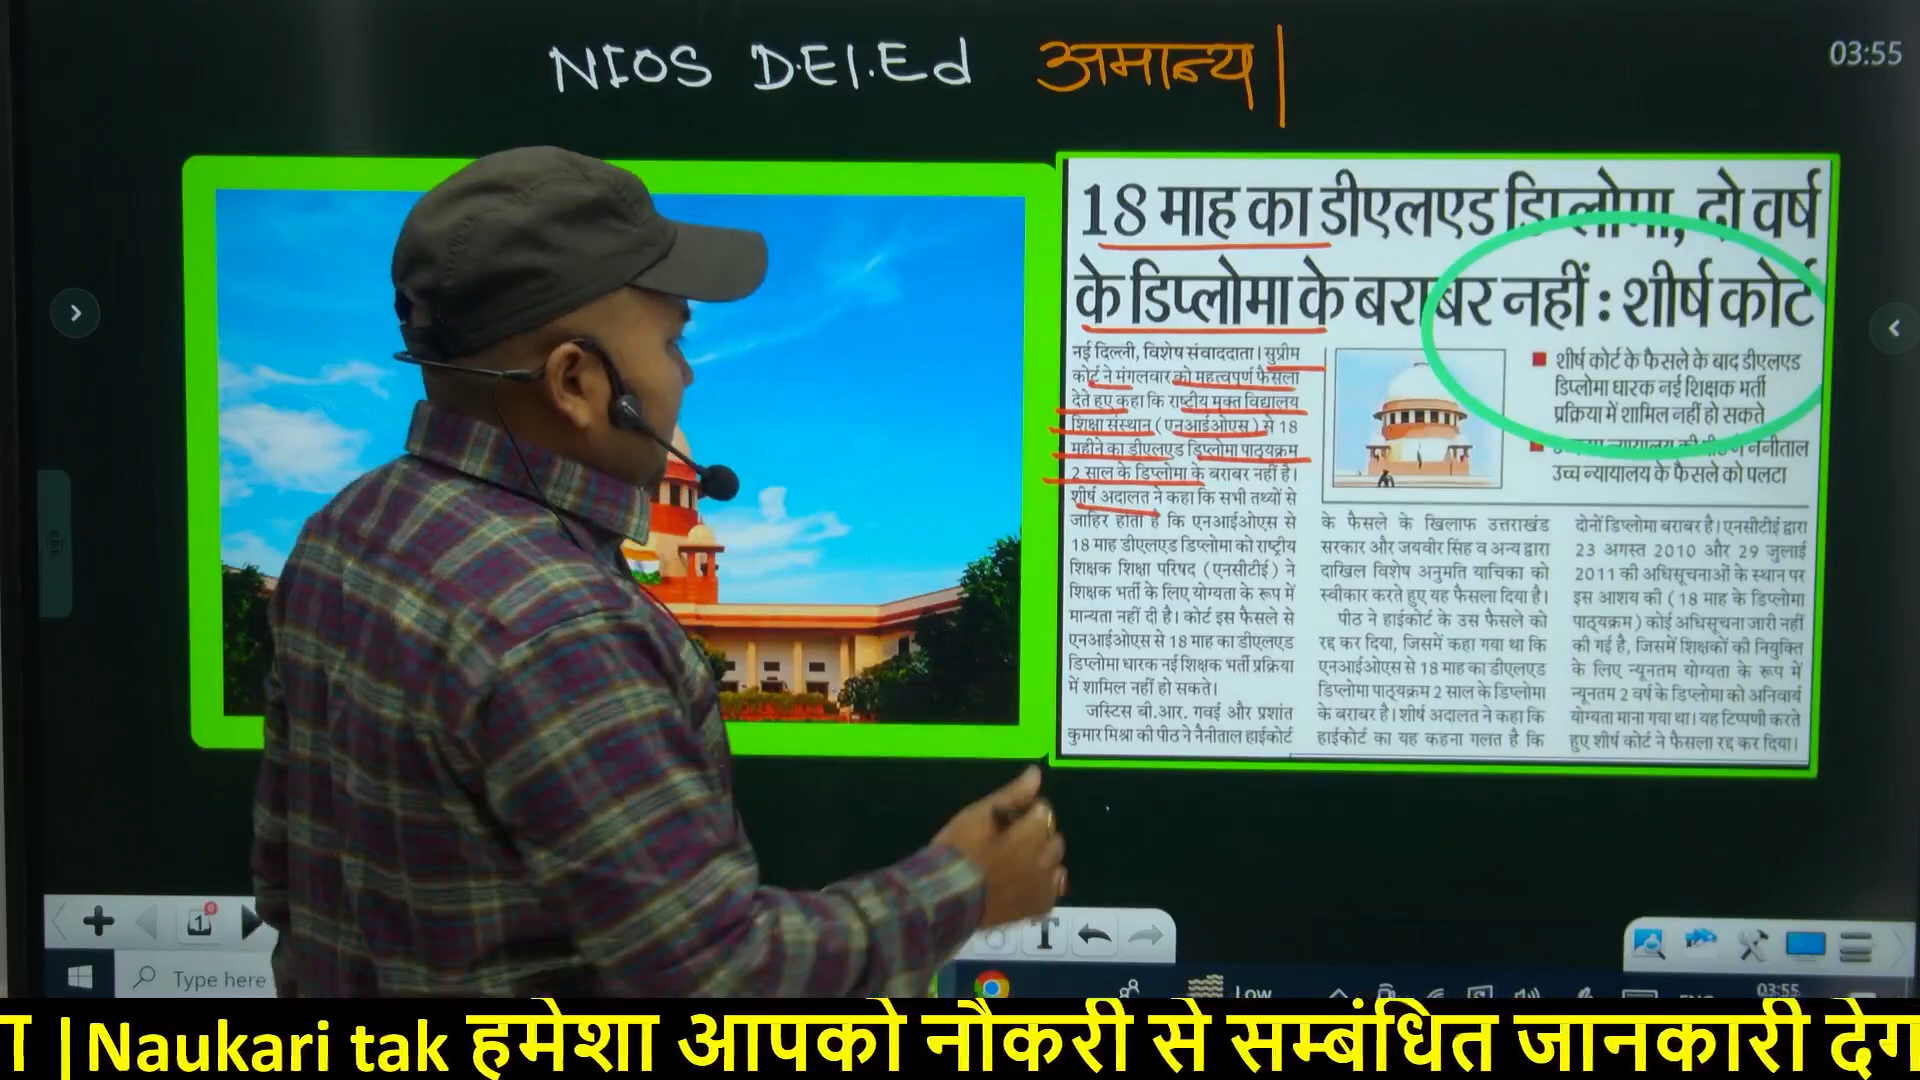 NIOS D.El.Ed अमान्य|
03:55
18 माह का डीएलएड डिप्लोमा, दो वर्ष
के डिप्लोमा के बराबर नहीं : शीर्ष कोर्ट
नई दिल्ली, विशेष संवाददाता। सुप्रीम
कोर्ट ने मंगलवार को महत्वपूर्ण फैसला
देते हुए कहा कि राष्टीय मुक्त विद्यालय
शिक्षा संस्थान (एनआईओएस) से 18
महीने का डीएलएड डिप्लोमा पाठ्यक्रम
2 साल के डिप्लोमा के बराबर नहीं है।
शीर्ष अदालत ने कहा कि सभी तथ्यों से
जाहिर होता है कि एनआईओएस से
18 माह डीएलएड डिप्लोमा को राष्ट्रीय
शिक्षक शिक्षा परिषद (एनसीटीई) ने
शिक्षक भर्ती के लिए योग्यता के रूप में
मान्यता नहीं दी है। कोर्ट इस फैसले से
एनआईओएस से 18 माह का डीएलएड
डिप्लोमा धारक नई शिक्षक भर्ती प्रक्रिया
में शामिल नहीं हो सकते।
जस्टिस बी.आर. गवई और प्रशांत
कुमार मिश्रा की पीठ ने नैनीताल हाईकोर्ट
■ शीर्ष कोर्ट के फैसले के बाद डीएलएड
डिप्लोमा धारक नई शिक्षक भर्ती
प्रक्रिया में शामिल नहीं हो सकते
■ न्यायालय की नैनीताल
उच्च न्यायालय के फैसले को पलटा
के फैसले के खिलाफ उत्तराखंड
सरकार और जयवीर सिंह व अन्य द्वारा
दाखिल विशेष अनुमति याचिका को
स्वीकार करते हुए यह फैसला दिया है।
पीठ ने हाईकोर्ट के उस फैसले को
रद्द कर दिया, जिसमें कहा गया था कि
एनआईओएस से 18 माह का डीएलएड
डिप्लोमा पाठ्यक्रम 2 साल के डिप्लोमा
के बराबर है। शीर्ष अदालत ने कहा कि
हाईकोर्ट का यह कहना गलत है कि
दोनों डिप्लोमा बराबर है। एनसीटीई द्वारा
23 अगस्त 2010 और 29 जुलाई
2011 की अधिसूचनाओं के स्थान पर
इस आशय की (18 माह के डिप्लोमा
पाठ्यक्रम) कोई अधिसूचना जारी नहीं
की गई है, जिसमें शिक्षकों की नियुक्ति
के लिए न्यूनतम योग्यता के रूप में
न्यूनतम 2 वर्ष के डिप्लोमा को अनिवार्य
योग्यता माना गया था। यह टिप्पणी करते
हुए शीर्ष कोर्ट ने फैसला रद्द कर दिया।
1
0
T
Type here
Low
03:55
|Naukari tak हमेशा आपको नौकरी से सम्बंधित जानकारी देग